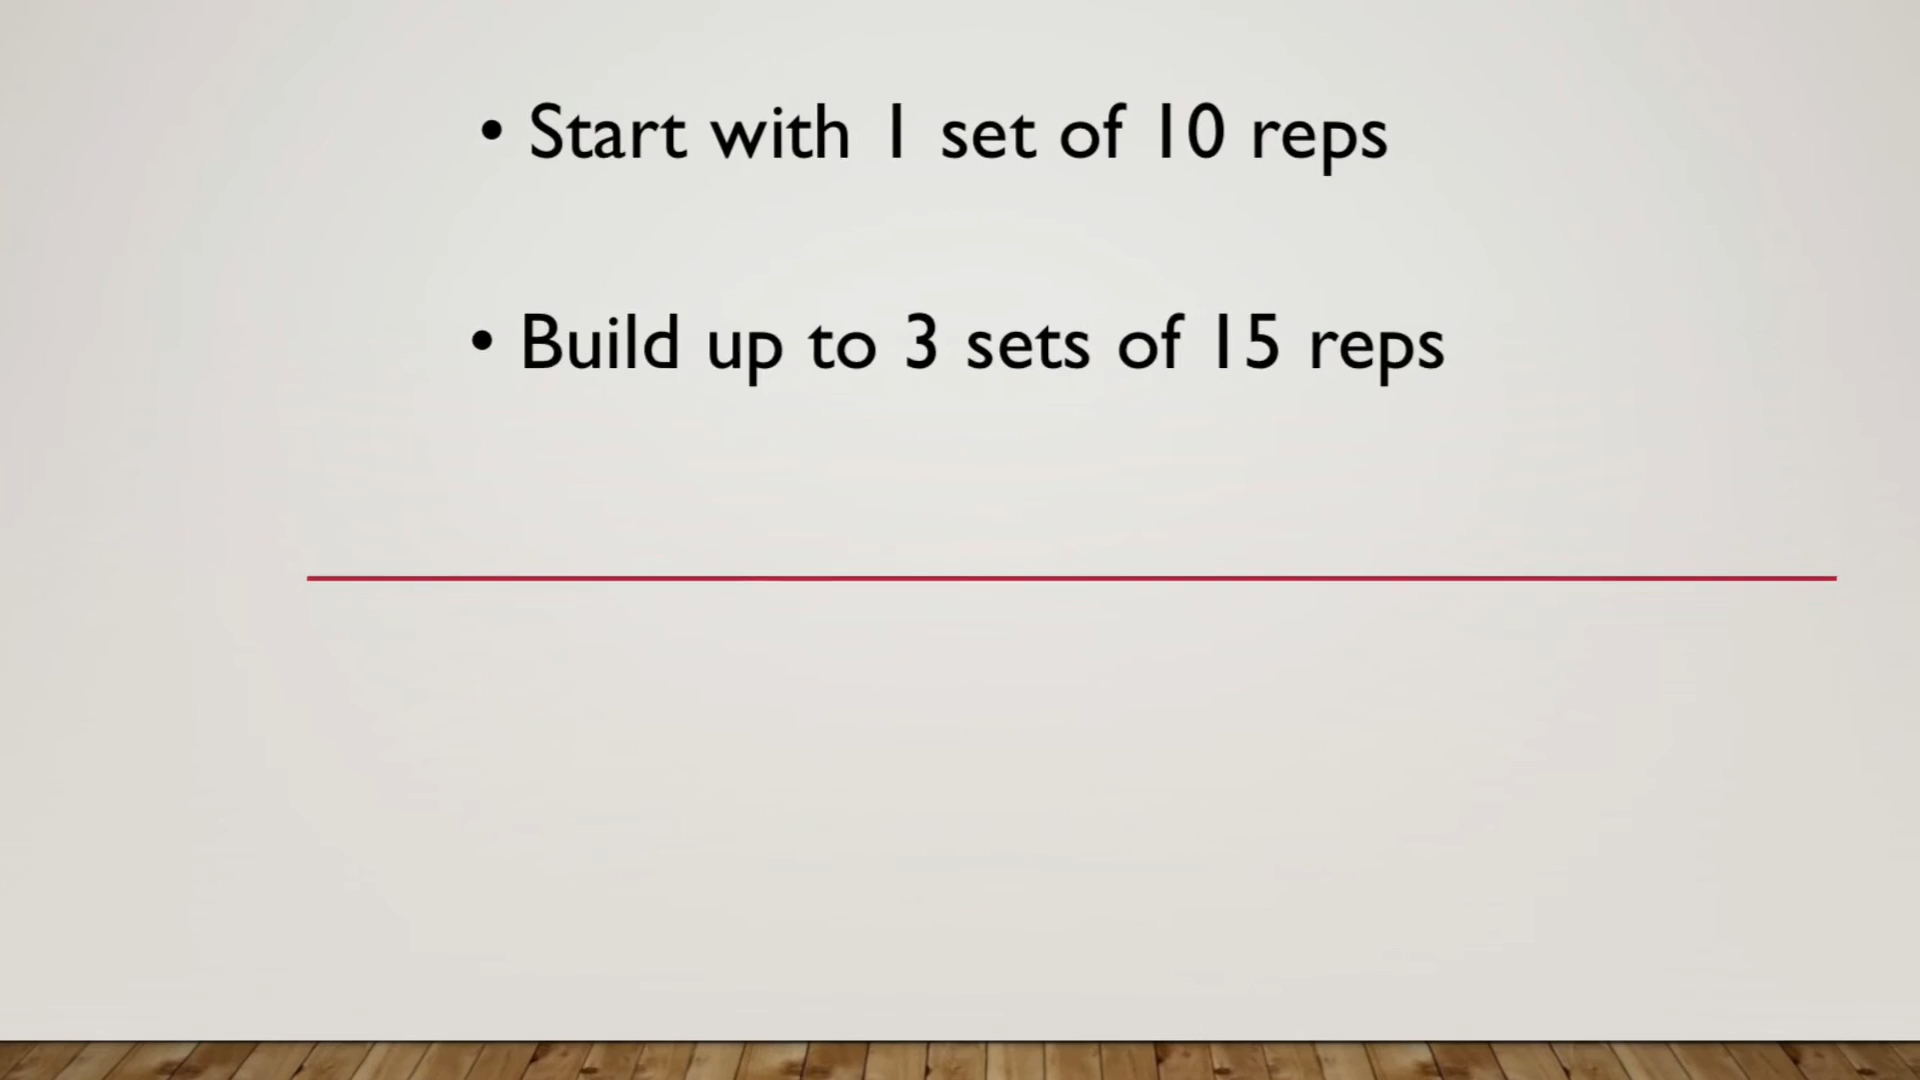 • Start with 1 set of 10 reps
• Build up to 3 sets of 15 reps